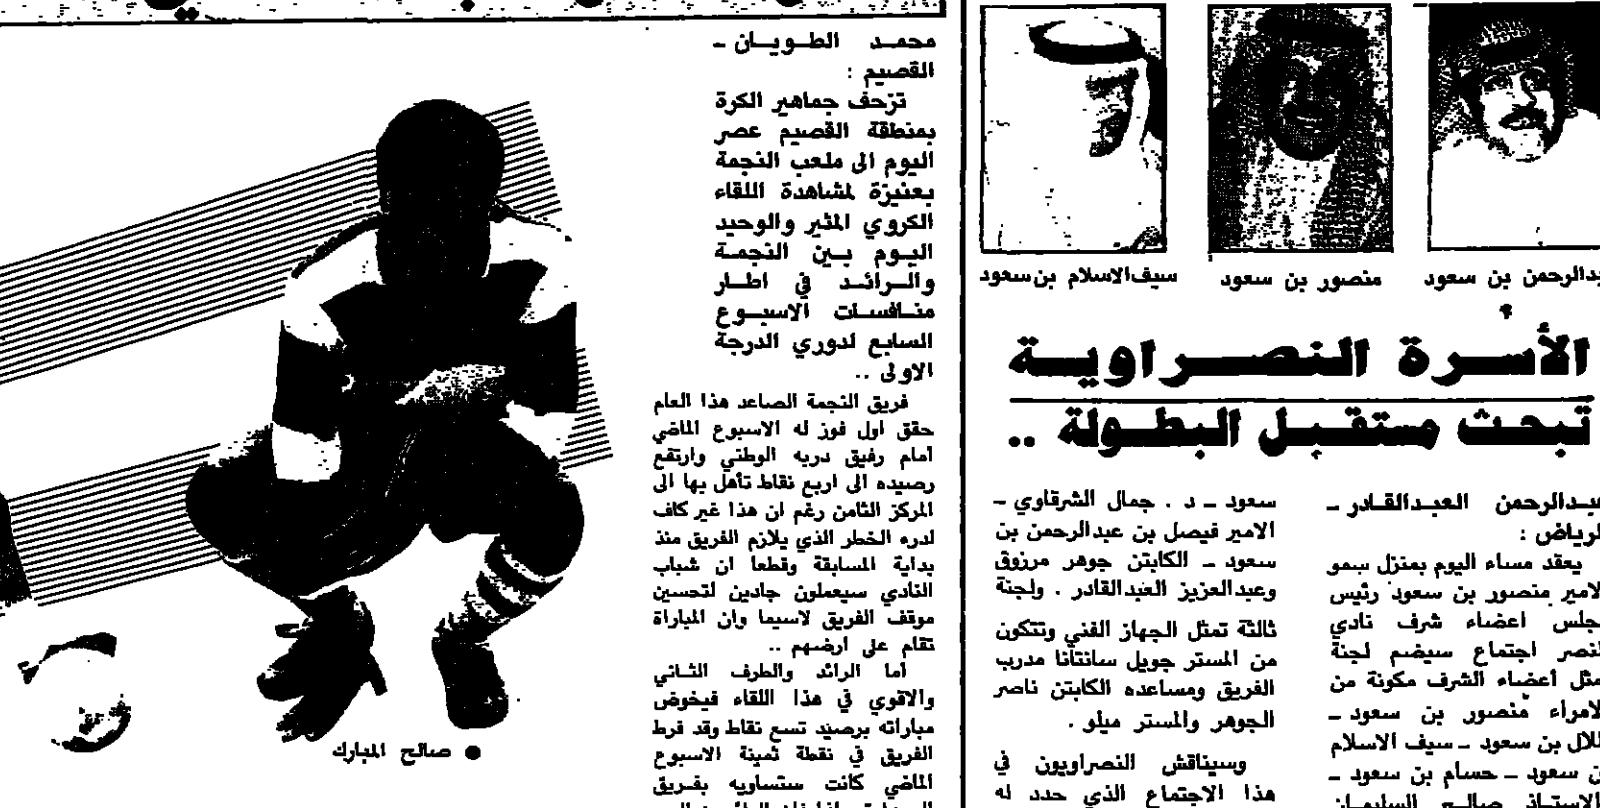 بدالرحمن بن سعود
منصور بن سعود
سيف الاسلام بن سعود
الأسرة النصراوية
تبحث مستقبل البطولة ..
عبدالرحمن العبدالقادر ـ
الرياض :
يعقد مساء اليوم بمنزل سمو
الامير منصور بن سعود رئيس
مجلس اعضاء شرف نادي
النصر اجتماع سيضم لجنة
تمثل أعضاء الشرف مكونة من
الامراء منصور بن سعود ـ
طلال بن سعود ـ سيف الاسلام
بن سعود ـ حسام بن سعود ـ
الاستاذ صالح السليمان
سعود ـ د . جمال الشرقاوي ـ
الامير فيصل بن عبدالرحمن بن
سعود ـ الكابتن جوهر مرزوق
وعبدالعزيز العبدالقادر . ولجنة
ثالثة تمثل الجهاز الفني وتتكون
من المستر جويل سانتانا مدرب
الفريق ومساعده الكابتن ناصر
الجوهر والمستر ميلو .
وسيناقش النصراويون في
هذا الاجتماع الذي حدد له
محمد الطويان ـ
القصيم :
تزحف جماهير الكرة
بمنطقة القصيم عصر
اليوم الى ملعب النجمة
بعنيزة لمشاهدة اللقاء
الكروي المثير والوحيد
اليوم بين النجمة
والرائد في اطار
منافسات الاسبوع
السابع لدوري الدرجة
الاولى ..
فريق النجمة الصاعد هذا العام
حقق اول فوز له الاسبوع الماضي
أمام رفيق دربه الوطني وارتفع
رصيده الى اربع نقاط تأهل بها الى
المركز الثامن رغم ان هذا غير كاف
لدرء الخطر الذي يلازم الفريق منذ
بداية المسابقة وقطعا ان شباب
النادي سيعملون جادين لتحسين
موقف الفريق لاسيما وان المباراة
تقام على ارضهم ..
أما الرائد والطرف الثاني
والاقوى في هذا اللقاء فيخوض
مباراته برصيد تسع نقاط وقد فرط
الفريق في نقطة ثمينة الاسبوع
الماضي كانت ستساويه بفريق
● صالح المبارك